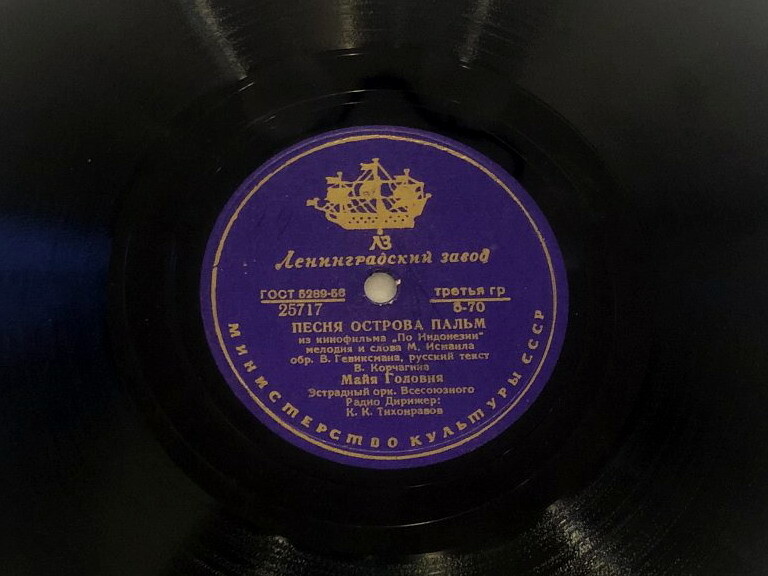 ЛЗ
Ленинградский завод
ГОСТ 5289-56 третья гр
25717 6-70
ПЕСНЯ ОСТРОВА ПАЛЬМ
из кинофильма „По Индонезии"
мелодия и слова М. Исмаила
обр. В. Гевиксмана, русский текст
В. Корчагина
Майя Головня
Эстрадный орк. Всесоюзного
Радио Дирижер:
К. К. Тихонравов
МИНИСТЕРСТВО КУЛЬТУРЫ СССР